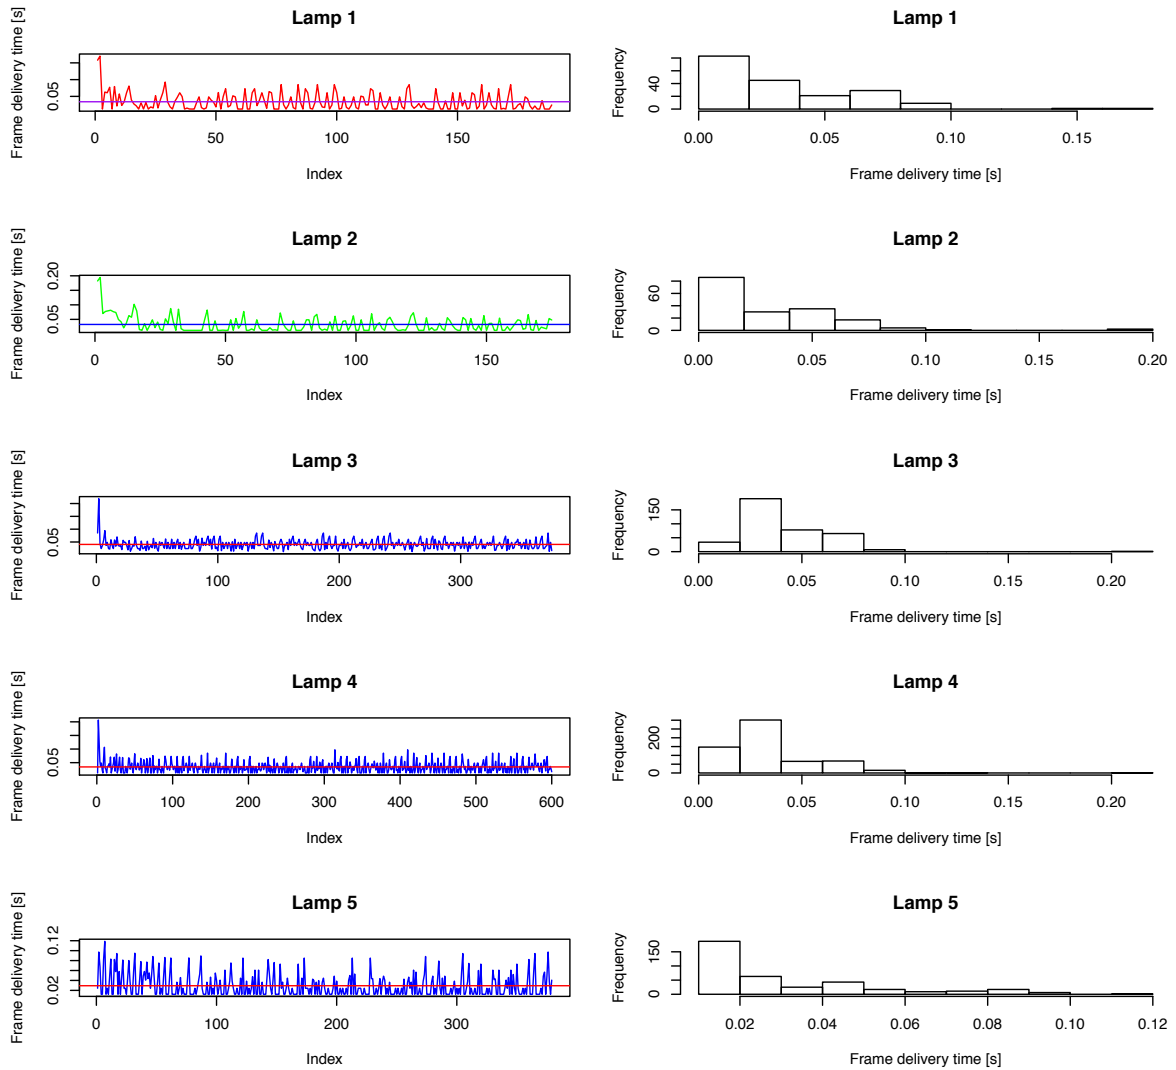 Lamp 1
Frame delivery time [s]
0.05
0 50 100 150
Index
Lamp 1
Frequency
0 40
0.00 0.05 0.10 0.15
Frame delivery time [s]
Lamp 2
Frame delivery time [s]
0.05 0.20
0 50 100 150
Index
Lamp 2
Frequency
0 60
0.00 0.05 0.10 0.15 0.20
Frame delivery time [s]
Lamp 3
Frame delivery time [s]
0.05
0 100 200 300
Index
Lamp 3
Frequency
0 150
0.00 0.05 0.10 0.15 0.20
Frame delivery time [s]
Lamp 4
Frame delivery time [s]
0.05
0 100 200 300 400 500 600
Index
Lamp 4
Frequency
0 200
0.00 0.05 0.10 0.15 0.20
Frame delivery time [s]
Lamp 5
Frame delivery time [s]
0.02 0.12
0 100 200 300
Index
Lamp 5
Frequency
0 150
0.02 0.04 0.06 0.08 0.10 0.12
Frame delivery time [s]